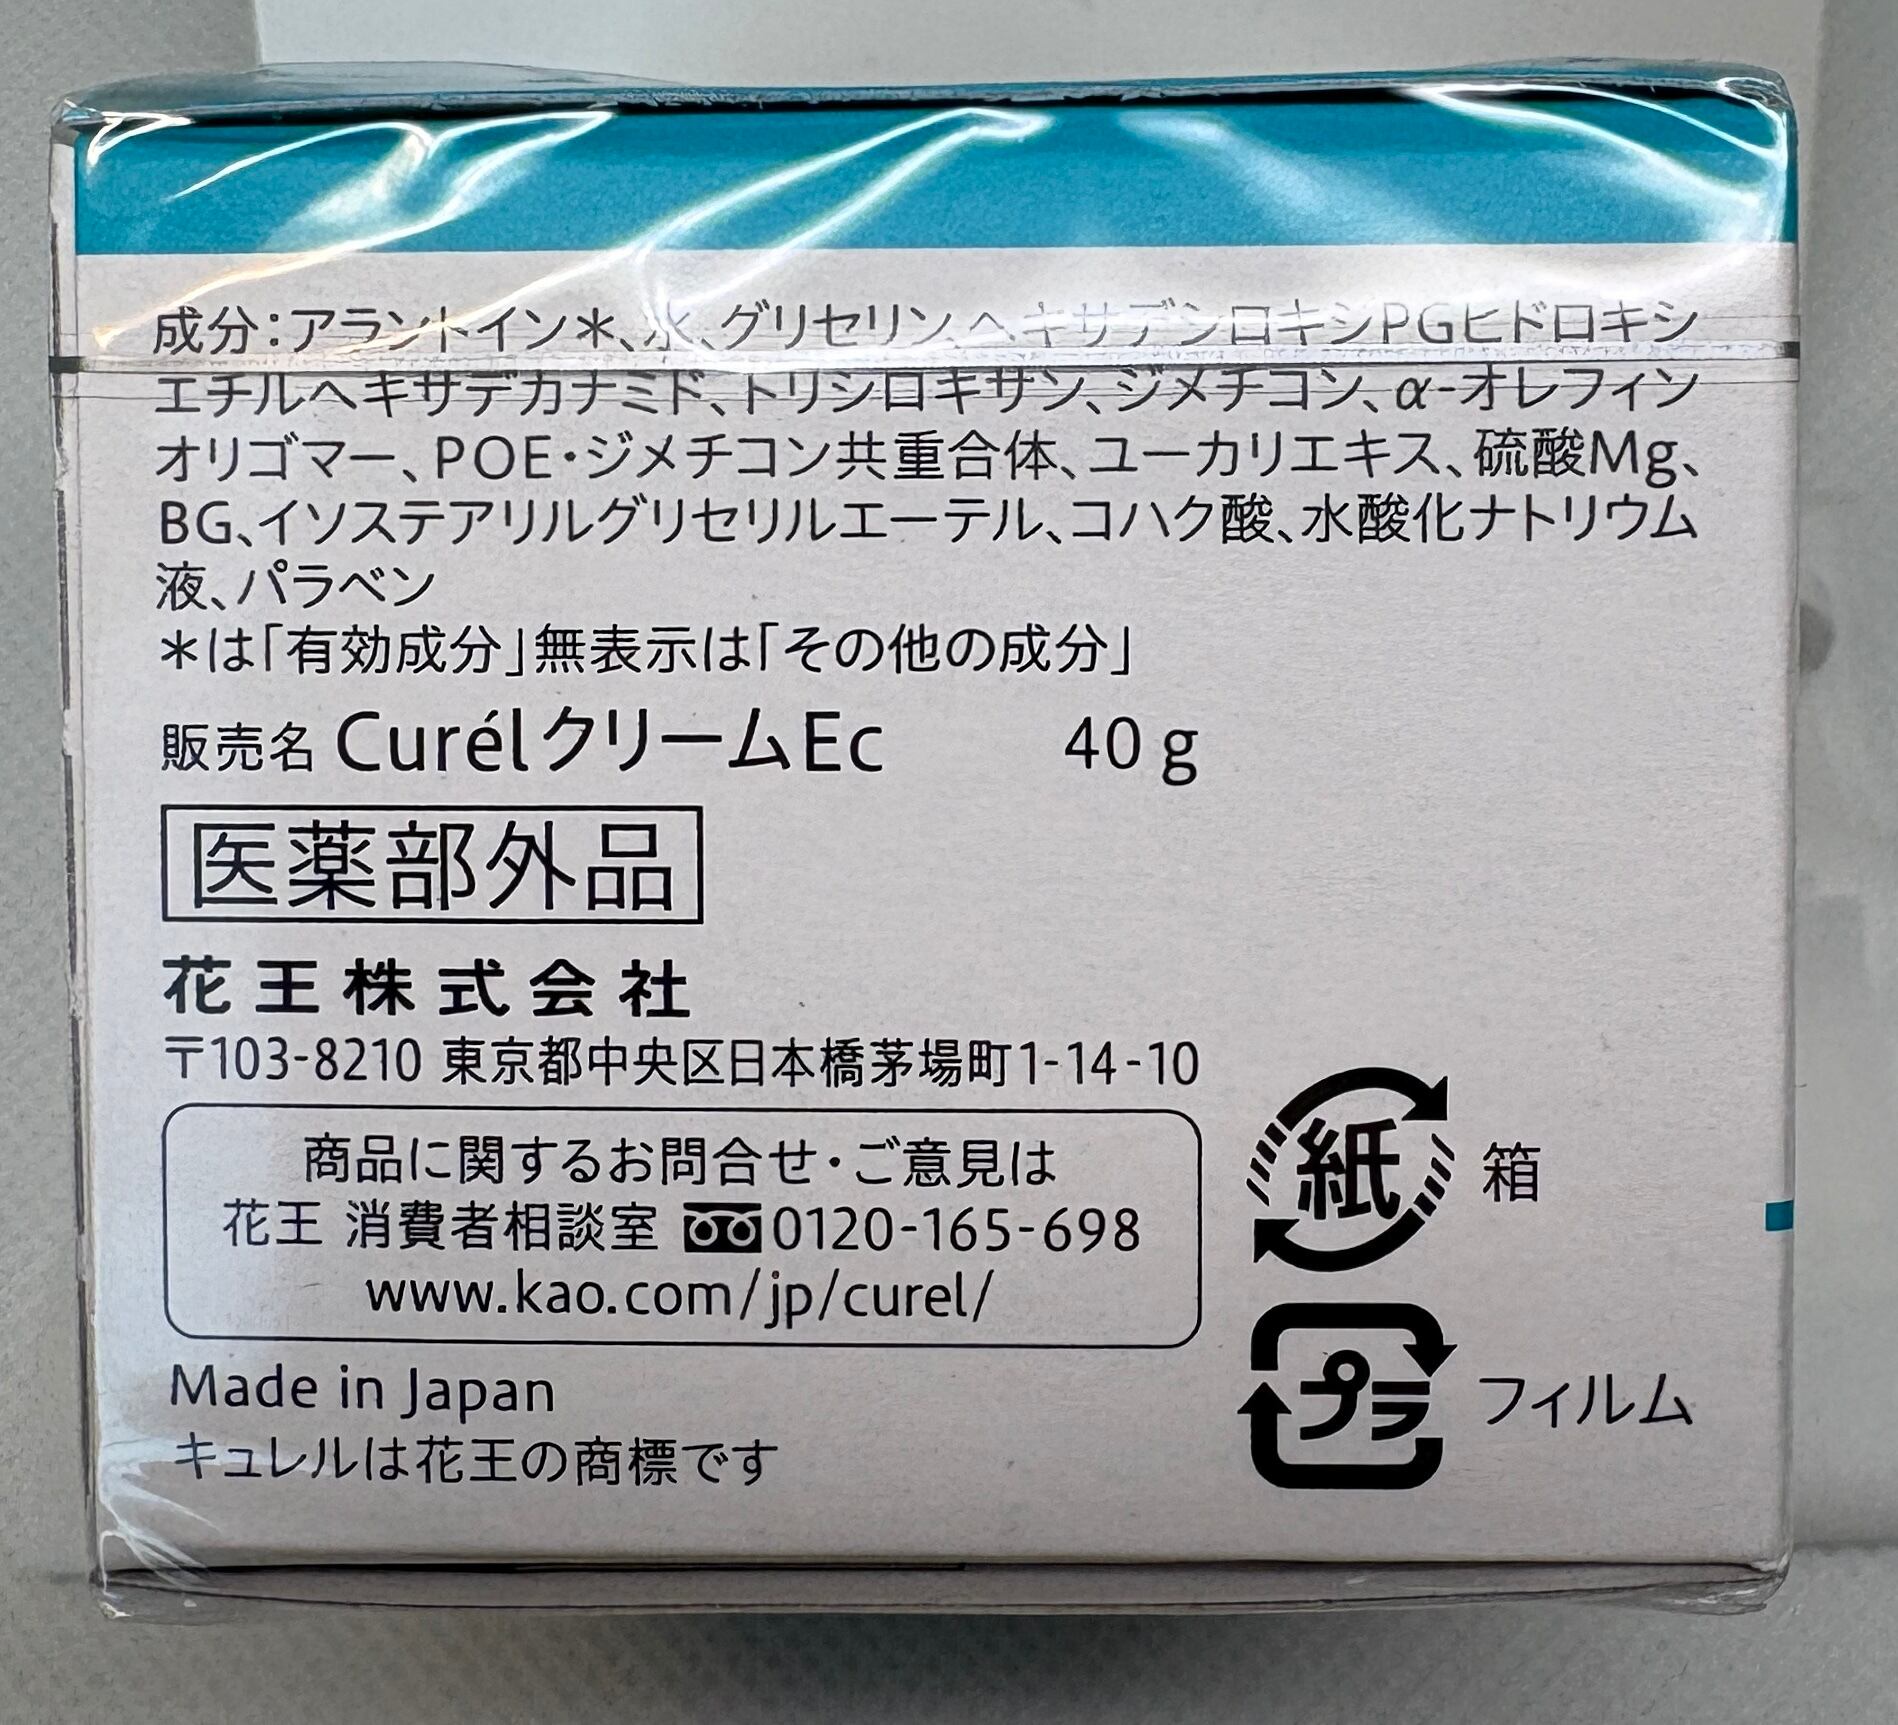 成分:アラントイン＊、水、グリセリン、ヘキサデシロキシPGヒドロキシ
エチルヘキサデカナミド、トリシロキサン、ジメチコン、α-オレフィン
オリゴマー、POE・ジメチコン共重合体、ユーカリエキス、硫酸Mg、
BG、イソステアリルグリセリルエーテル、コハク酸、水酸化ナトリウム
液、パラベン
＊は「有効成分」無表示は「その他の成分」
販売名 CurélクリームEc 40 g
医薬部外品
花王株式会社
〒103-8210 東京都中央区日本橋茅場町1-14-10
商品に関するお問合せ・ご意見は
花王 消費者相談室 0120-165-698
www.kao.com/jp/curel/
紙 箱
プラ フィルム
Made in Japan
キュレルは花王の商標です